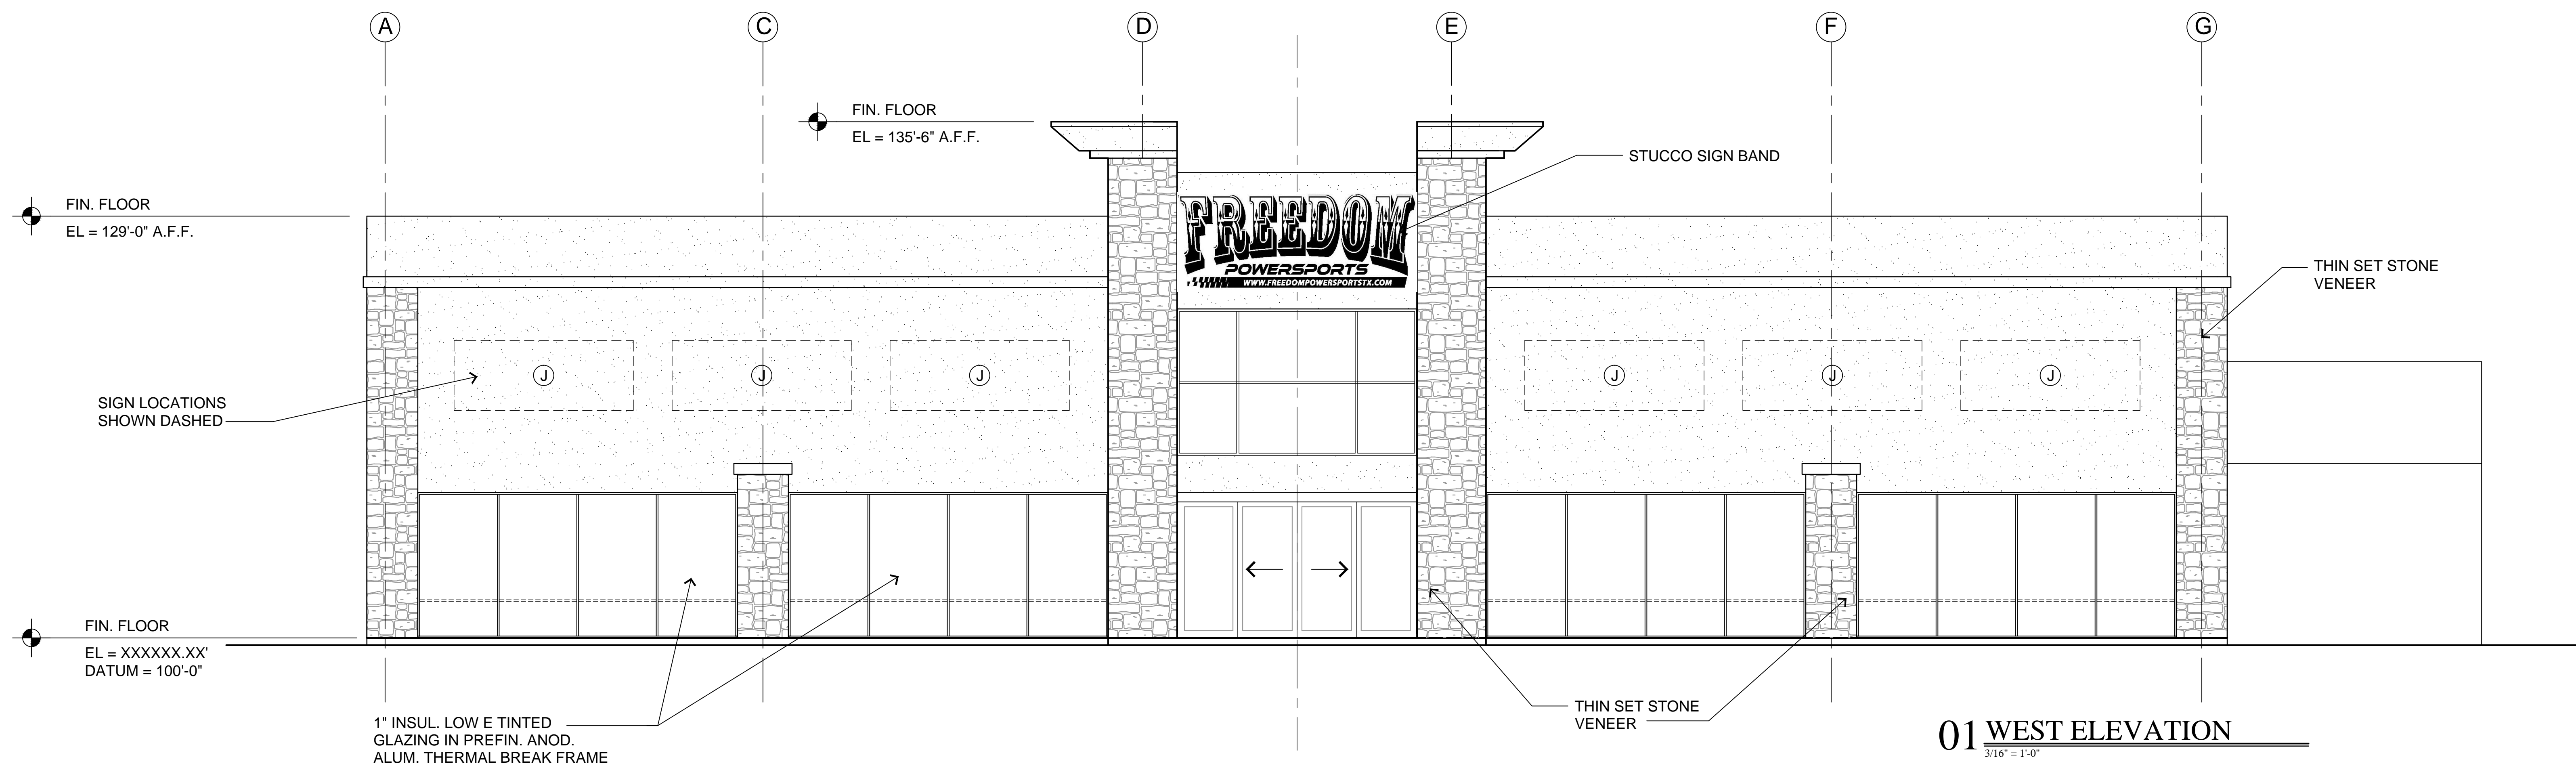 A
C
D
E
F
G
FIN. FLOOR
EL = 135'-6" A.F.F.
STUCCO SIGN BAND
FIN. FLOOR
EL = 129'-0" A.F.F.
FREEDOM
POWERSPORTS
WWW.FREEDOMPOWERSPORTSTX.COM
THIN SET STONE
VENEER
J
J
J
J
J
J
SIGN LOCATIONS
SHOWN DASHED
FIN. FLOOR
EL = XXXXXX.XX'
DATUM = 100'-0"
1" INSUL. LOW E TINTED
GLAZING IN PREFIN. ANOD.
ALUM. THERMAL BREAK FRAME
THIN SET STONE
VENEER
01 WEST ELEVATION
3/16" = 1'-0"